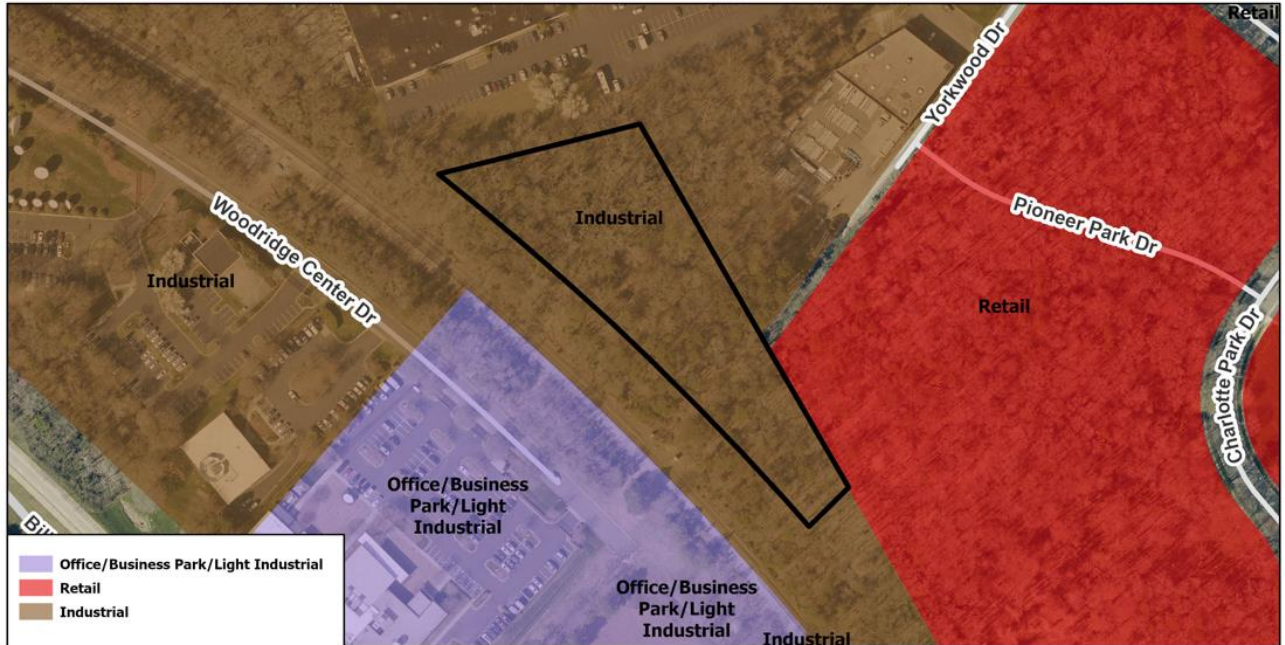 Retail
Yorkwood Dr
Industrial
Woodridge Center Dr
Pioneer Park Dr
Industrial
Retail
Charlotte Park Dr
Office/Business
Park/Light
Industrial
Office/Business
Park/Light
Industrial
Industrial
Office/Business Park/Light Industrial
Retail
Industrial